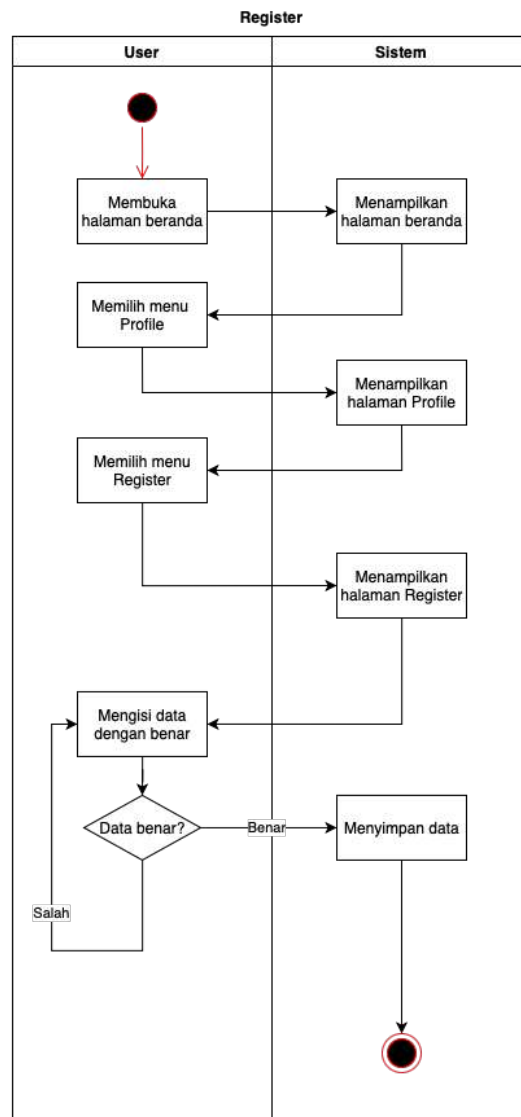 Register
User
Sistem
Membuka
halaman beranda
Menampilkan
halaman beranda
Memilih menu
Profile
Menampilkan
halaman Profile
Memilih menu
Register
Menampilkan
halaman Register
Mengisi data
dengan benar
Data benar?
Benar
Menyimpan data
Salah